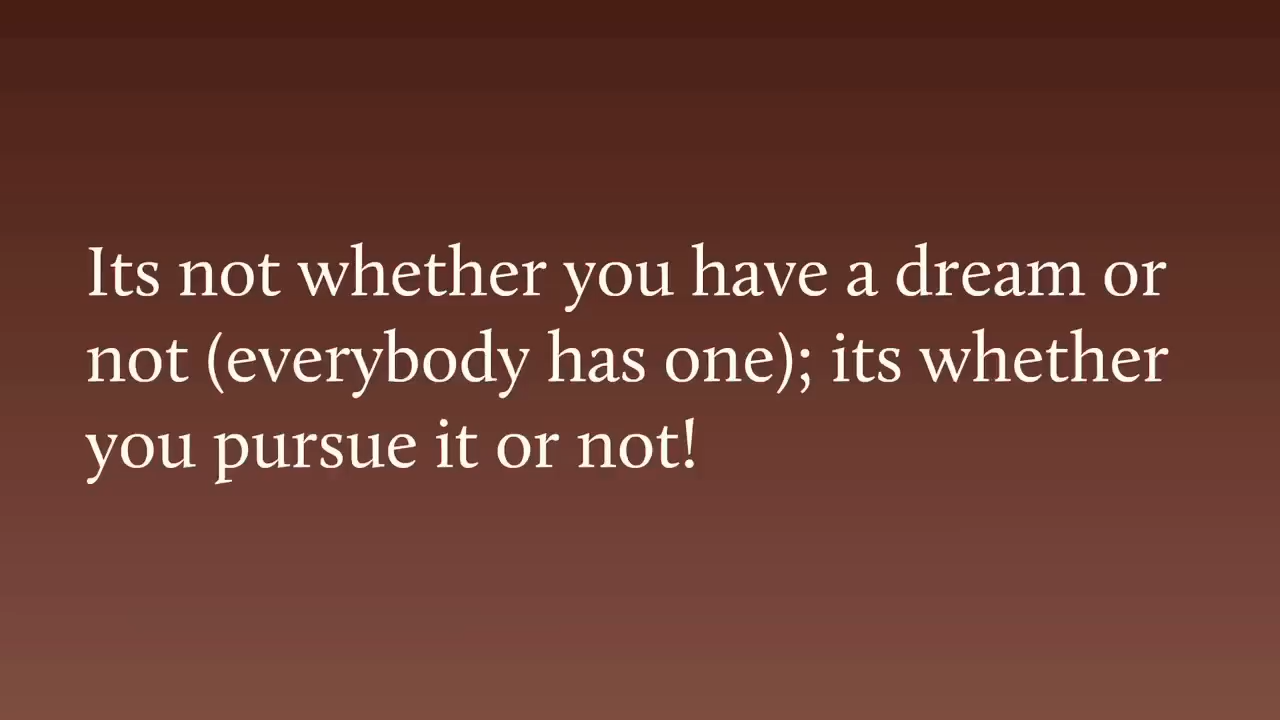 Its not whether you have a dream or
not (everybody has one); its whether
you pursue it or not!